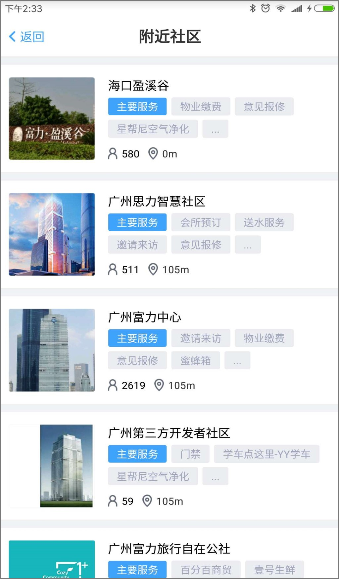 下午2:33
返回
附近社区
富力·盈溪谷
海口盈溪谷
主要服务 物业缴费 意见报修
星帮尼空气净化 ...
580 0m
广州思力智慧社区
主要服务 会所预订 送水服务
邀请来访 意见报修 ...
511 105m
广州富力中心
主要服务 邀请来访 物业缴费
意见报修 蜜蜂箱 ...
2619 105m
广州第三方开发者社区
主要服务 门禁 学车点这里-YY学车
星帮尼空气净化 ...
59 105m
广州富力旅行自在公社
主要服务 百分百商贸 壹号生鲜